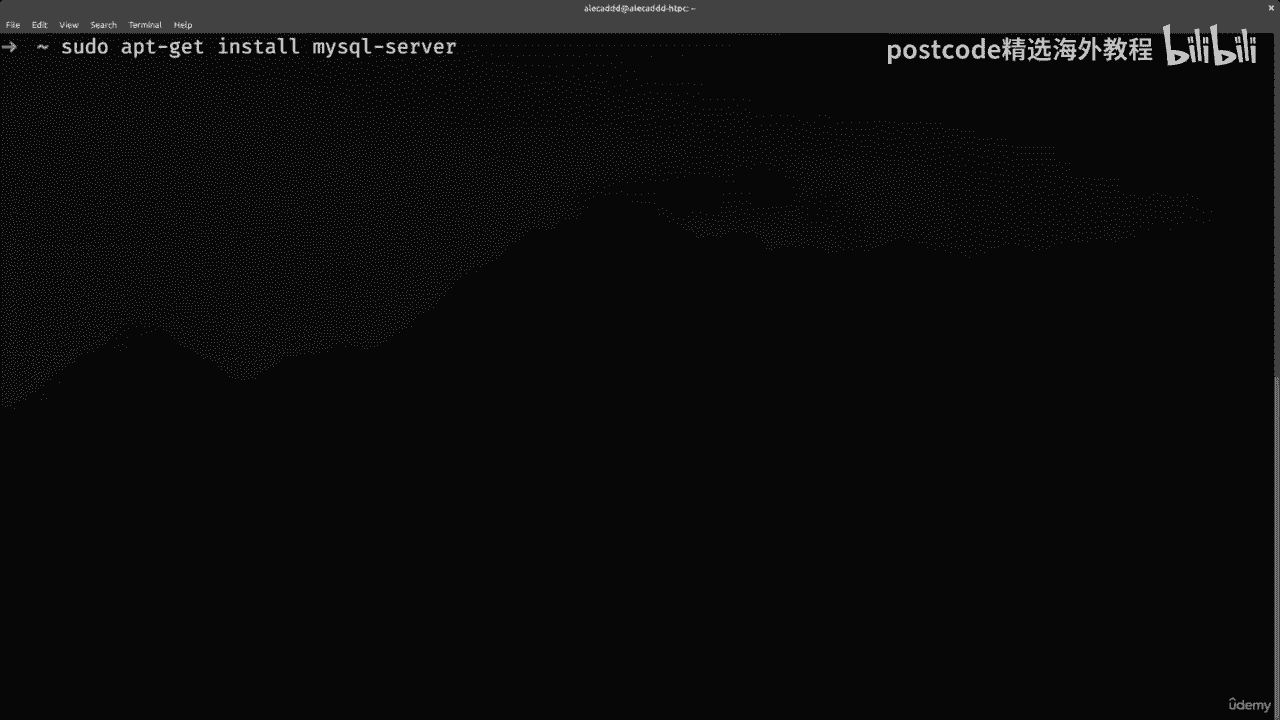 alecaddd@alecaddd-htpc: ~
File Edit View Search Terminal Help
→ ~ sudo apt-get install mysql-server
postcode精选海外教程 bilibili
ûdemy